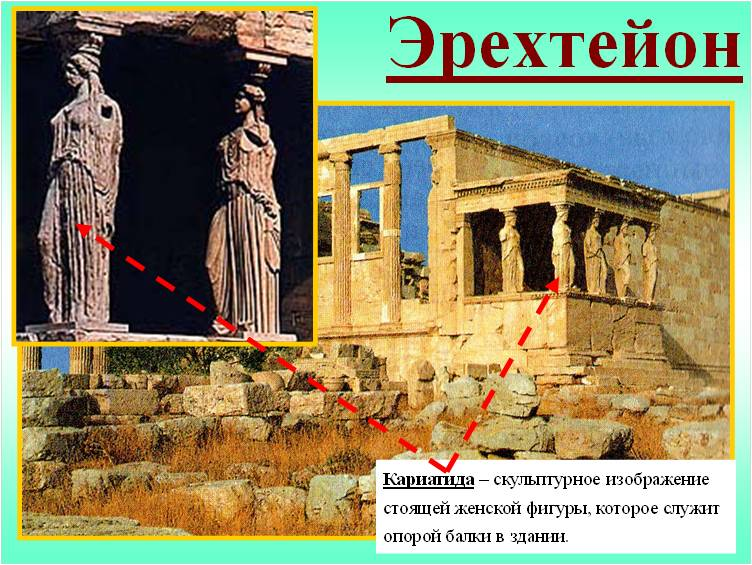 Эрехтейон
Кариатида – скульптурное изображение
стоящей женской фигуры, которое служит
опорой балки в здании.